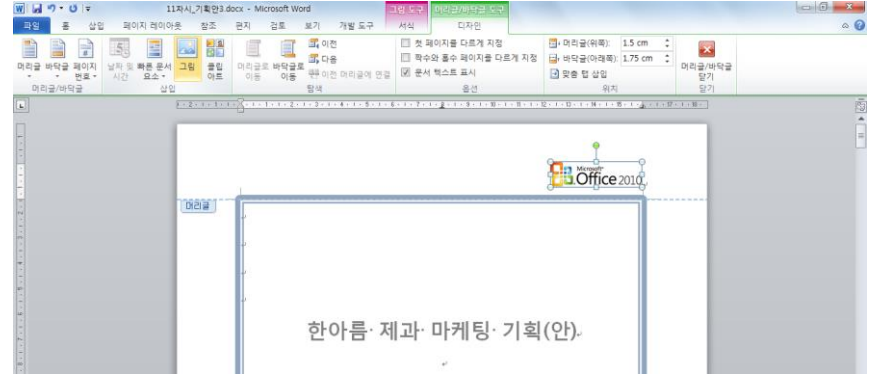 11차시_기획안3.docx - Microsoft Word
그림 도구
머리글/바닥글 도구
파일 홈 삽입 페이지 레이아웃 참조 편지 검토 보기 개발 도구 서식 디자인
머리글 바닥글 페이지 번호
날짜 및 시간 빠른 문서 요소 그림 클립 아트
머리글로 이동 바닥글로 이동
이전
다음
이전 머리글에 연결
첫 페이지를 다르게 지정
짝수와 홀수 페이지를 다르게 지정
문서 텍스트 표시
머리글(위쪽): 1.5 cm
바닥글(아래쪽): 1.75 cm
맞춤 탭 삽입
머리글/바닥글 닫기
머리글/바닥글 삽입 탐색 옵션 위치 닫기
Microsoft
Office 2010
머리글
한아름 제과 마케팅 기획(안)